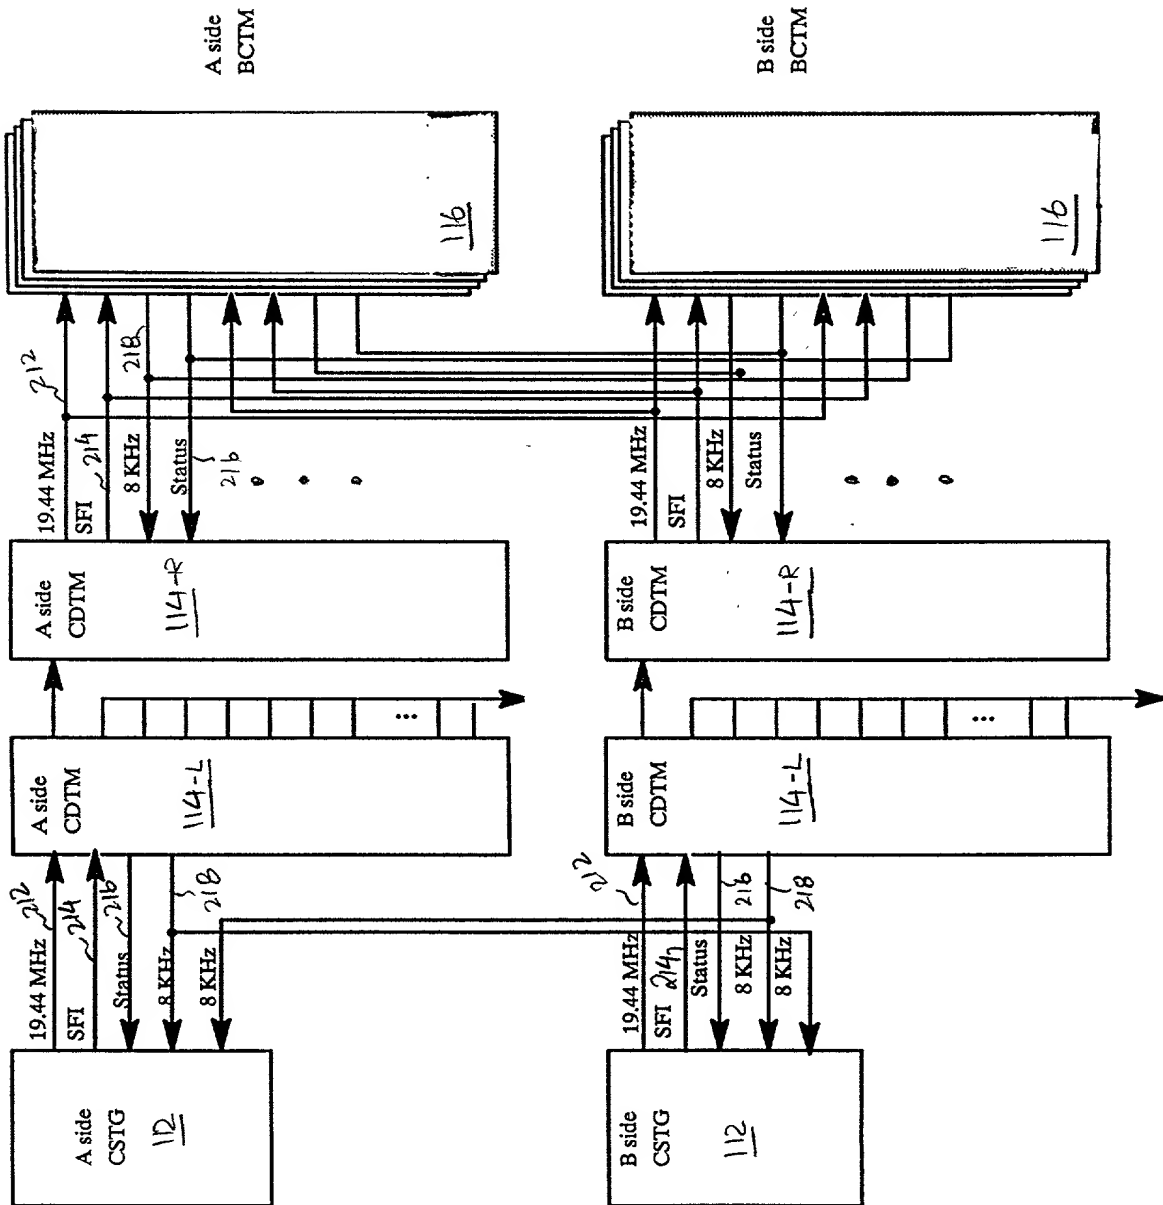 A side
BCTM
116
212
19.44 MHz
SFI
214
8 KHz
218
Status
216
A side
CDTM
114-R
A side
CDTM
114-L
...
19.44 MHz
212
SFI
214
Status
216
8 KHz
218
8 KHz
A side
CSTG
112
B side
BCTM
116
19.44 MHz
SFI
8 KHz
Status
B side
CDTM
114-R
B side
CDTM
114-L
...
212
19.44 MHz
SFI
214
Status
216
8 KHz
218
8 KHz
B side
CSTG
112